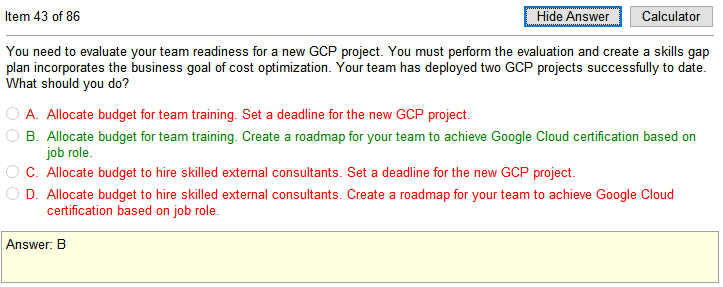 Item 43 of 86
Hide Answer
Calculator
You need to evaluate your team readiness for a new GCP project. You must perform the evaluation and create a skills gap
plan incorporates the business goal of cost optimization. Your team has deployed two GCP projects successfully to date.
What should you do?
A. Allocate budget for team training. Set a deadline for the new GCP project.
B. Allocate budget for team training. Create a roadmap for your team to achieve Google Cloud certification based on
job role.
C. Allocate budget to hire skilled external consultants. Set a deadline for the new GCP project.
D. Allocate budget to hire skilled external consultants. Create a roadmap for your team to achieve Google Cloud
certification based on job role.
Answer: B